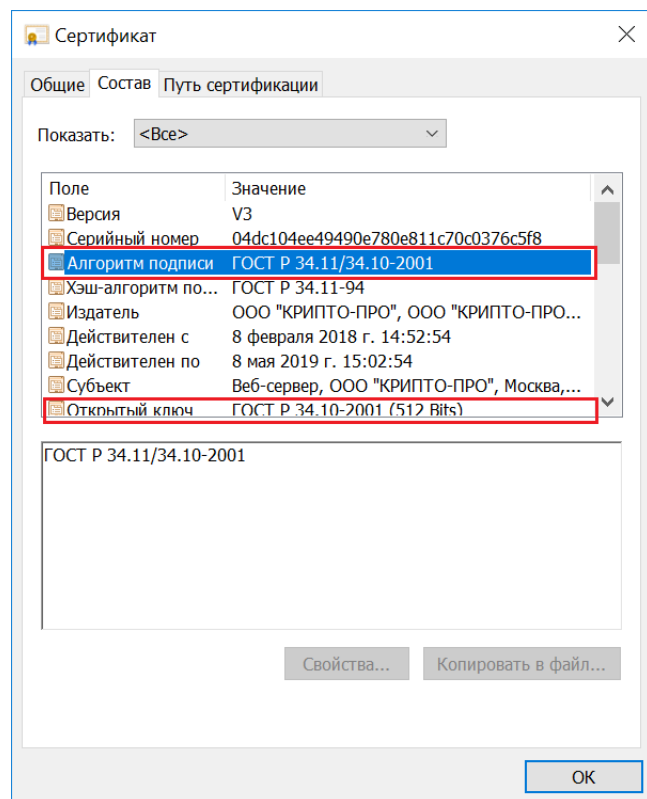 Сертификат
Общие Состав Путь сертификации
Показать: <Все>
Поле Значение
Версия V3
Серийный номер 04dc104ee49490e780e811c70c0376c5f8
Алгоритм подписи ГОСТ Р 34.11/34.10-2001
Хэш-алгоритм по... ГОСТ Р 34.11-94
Издатель ООО "КРИПТО-ПРО", ООО "КРИПТО-ПРО...
Действителен с 8 февраля 2018 г. 14:52:54
Действителен по 8 мая 2019 г. 15:02:54
Субъект Веб-сервер, ООО "КРИПТО-ПРО", Москва,...
Открытый ключ ГОСТ Р 34.10-2001 (512 Bits)
ГОСТ Р 34.11/34.10-2001
Свойства... Копировать в файл...
ОК